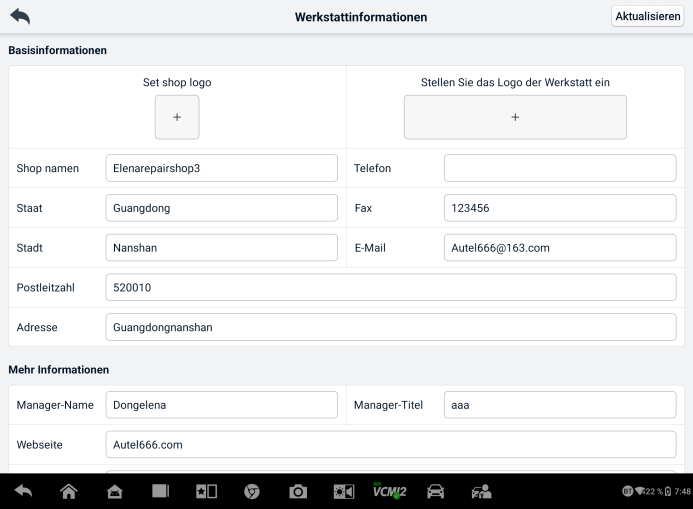 Werkstattinformationen
Aktualisieren
Basisinformationen
Set shop logo
Stellen Sie das Logo der Werkstatt ein
+
+
Shop namen
Elenarepairshop3
Telefon
Staat
Guangdong
Fax
123456
Stadt
Nanshan
E-Mail
Autel666@163.com
Postleitzahl
520010
Adresse
Guangdongnanshan
Mehr Informationen
Manager-Name
Dongelena
Manager-Titel
aaa
Webseite
Autel666.com
VCMI2
BT
22 %
7:48